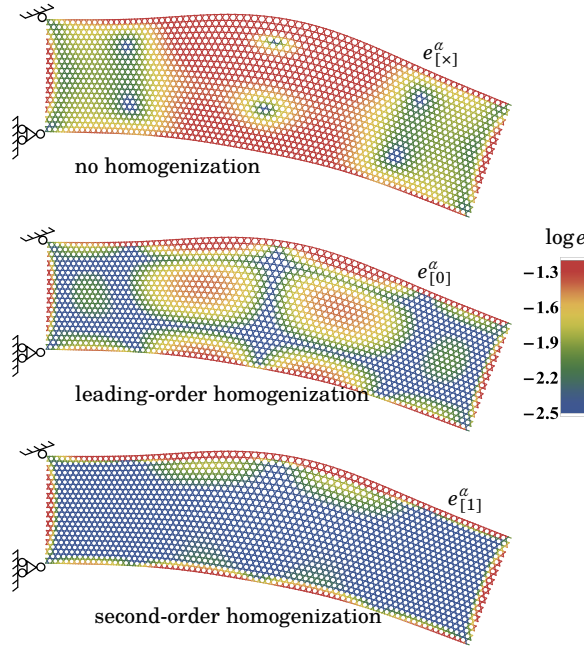 e^α_[×]
no homogenization
log e
e^α_[0]
−1.3
−1.6
−1.9
−2.2
leading-order homogenization
−2.5
e^α_[1]
second-order homogenization